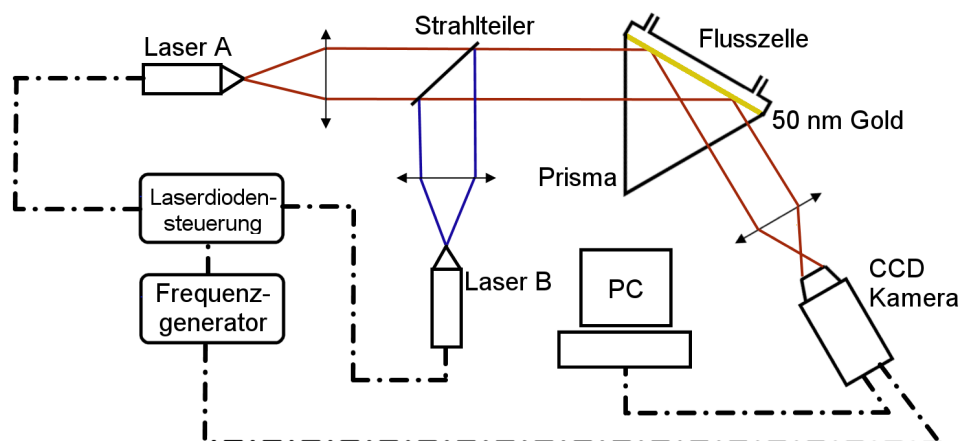 Strahlteiler
Laser A
Flusszelle
50 nm Gold
Prisma
Laserdioden-
steuerung
Frequenz-
generator
Laser B
PC
CCD
Kamera